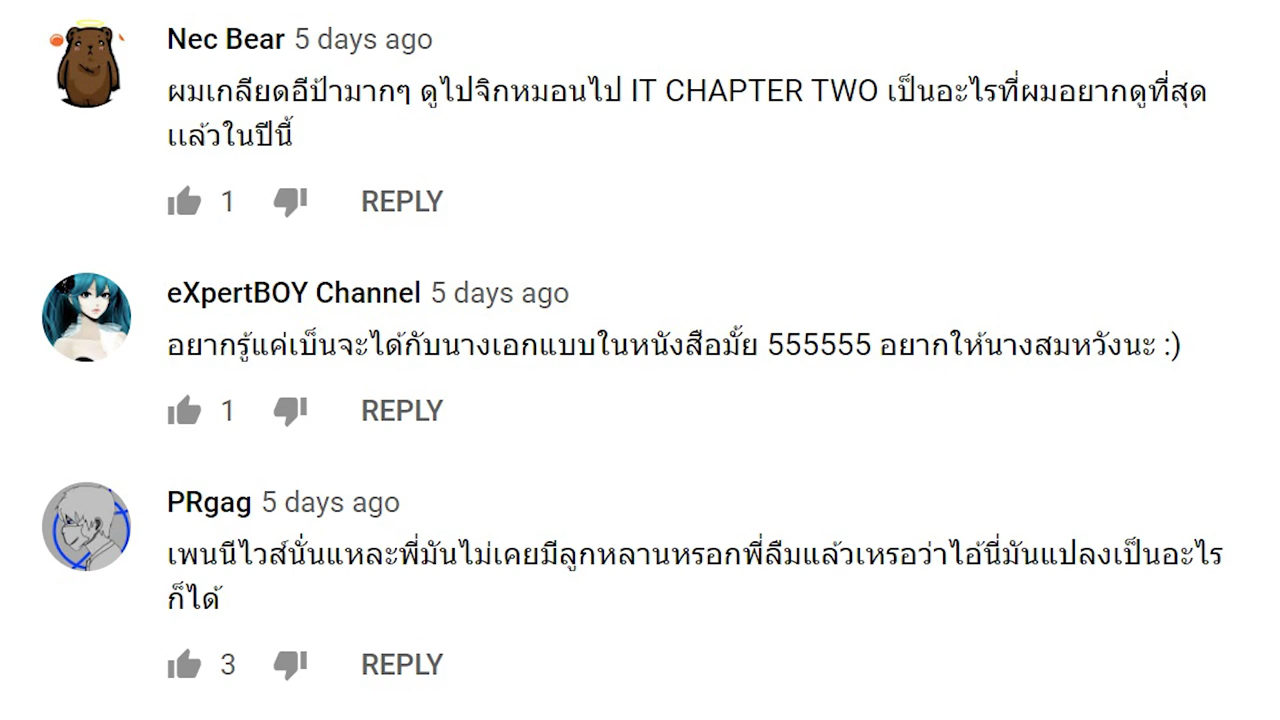 Nec Bear 5 days ago
ผมเกลียดอีป้ามากๆ ดูไปจิกหมอนไป IT CHAPTER TWO เป็นอะไรที่ผมอยากดูที่สุด
แล้วในปีนี้
1 REPLY
eXpertBOY Channel 5 days ago
อยากรู้แค่เบ็นจะได้กับนางเอกแบบในหนังสือมั้ย 555555 อยากให้นางสมหวังนะ :)
1 REPLY
PRgag 5 days ago
เพนนีไวส์นั่นแหละพี่มันไม่เคยมีลูกหลานหรอกพี่ลืมแล้วเหรอว่าไอ้นี่มันแปลงเป็นอะไร
ก็ได้
3 REPLY